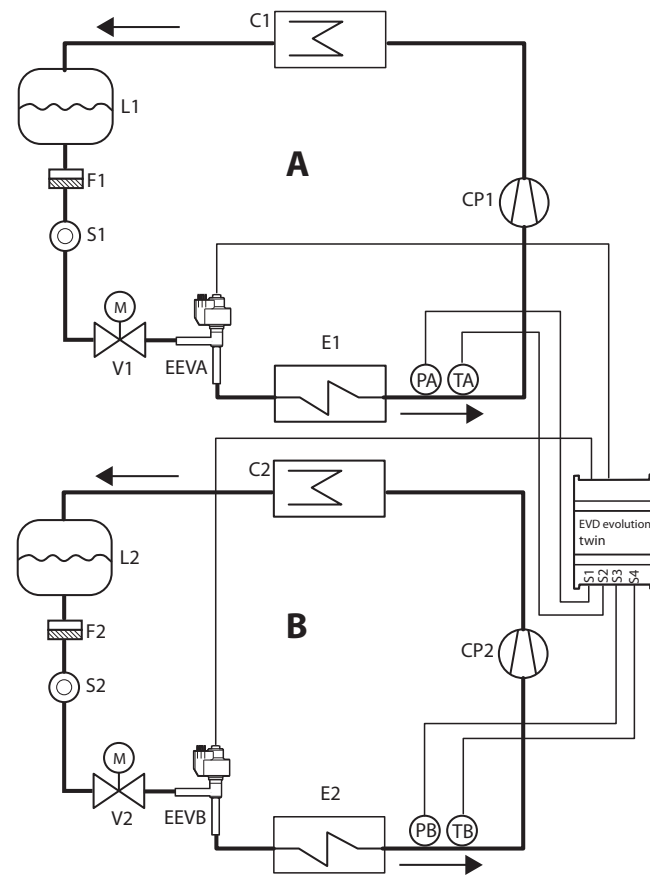 C1
L1
A
F1
CP1
S1
M
E1
V1
EEVA
PA
TA
C2
EVD evolution
twin
S1
S2
S3
S4
L2
B
F2
CP2
S2
M
E2
V2
EEVB
PB
TB